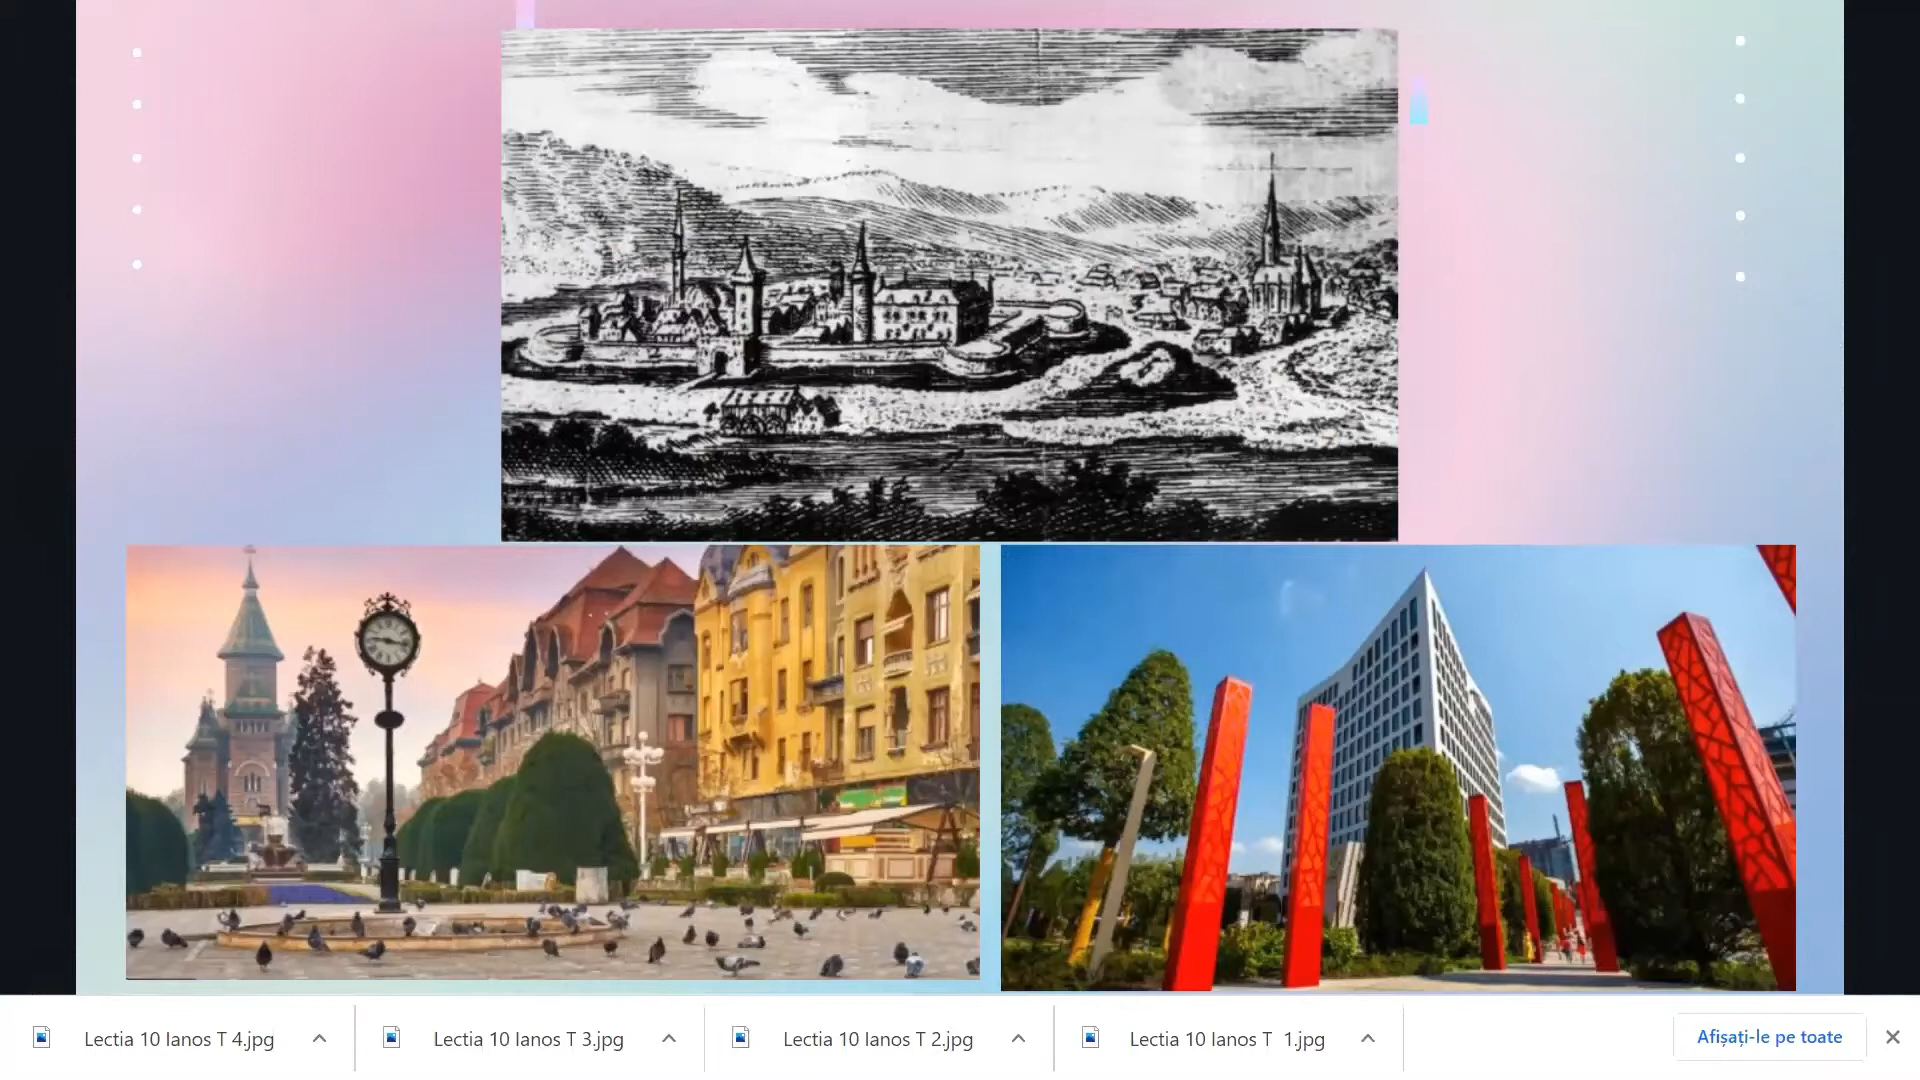 Lectia 10 Ianos T 4.jpg
Lectia 10 Ianos T 3.jpg
Lectia 10 Ianos T 2.jpg
Lectia 10 Ianos T  1.jpg
Afișați-le pe toate